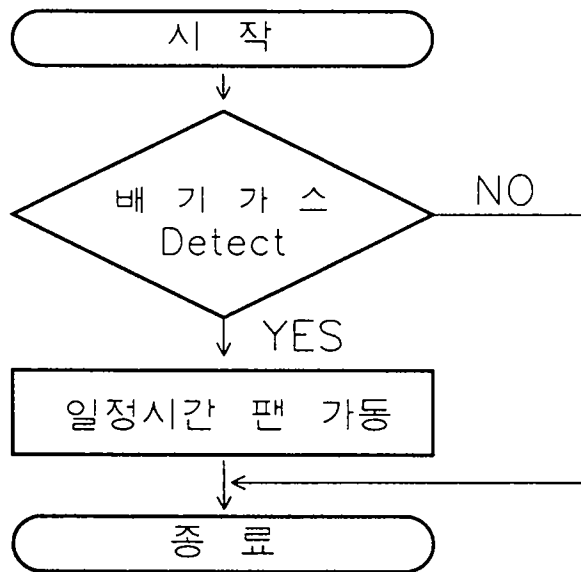 시 작
배 기 가 스
Detect
NO
YES
일정시간 팬 가동
종 료